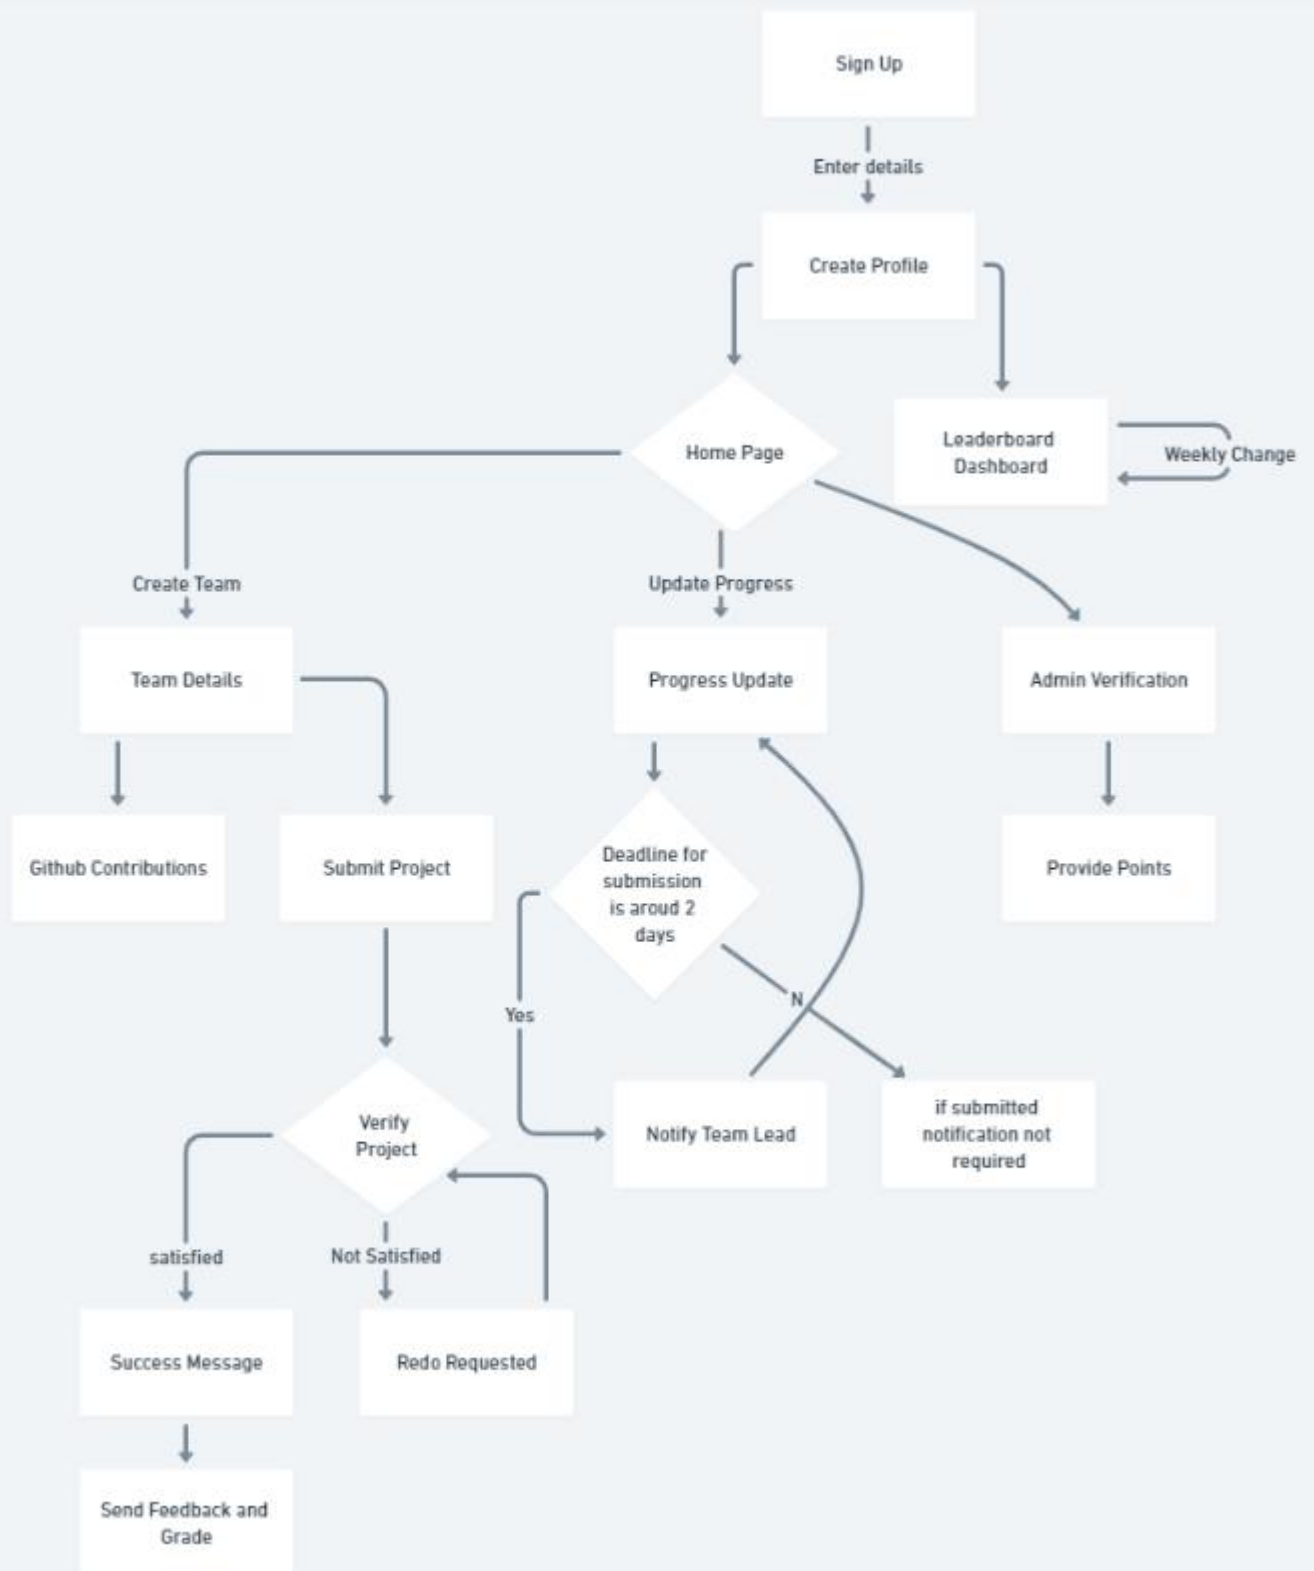 Sign Up
Enter details
Create Profile
Home Page
Leaderboard
Dashboard
Weekly Change
Create Team
Update Progress
Team Details
Progress Update
Admin Verification
Github Contributions
Submit Project
Deadline for
submission
is aroud 2
days
Provide Points
N
Yes
Verify
Project
Notify Team Lead
if submitted
notification not
required
satisfied
Not Satisfied
Success Message
Redo Requested
Send Feedback and
Grade